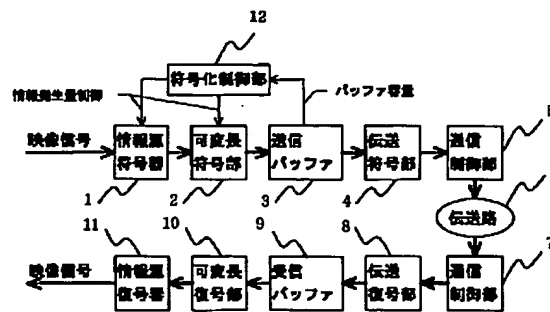 12
符号化制御部
情報発生量制御
バッファ容量
映像信号
情報源
符号器
可変長
符号部
送信
バッファ
伝送
符号部
通信
制御部
1
2
3
4
伝送路
11
10
9
8
7
映像信号
情報源
復号器
可変長
復号部
受信
バッファ
伝送
復号部
通信
制御部